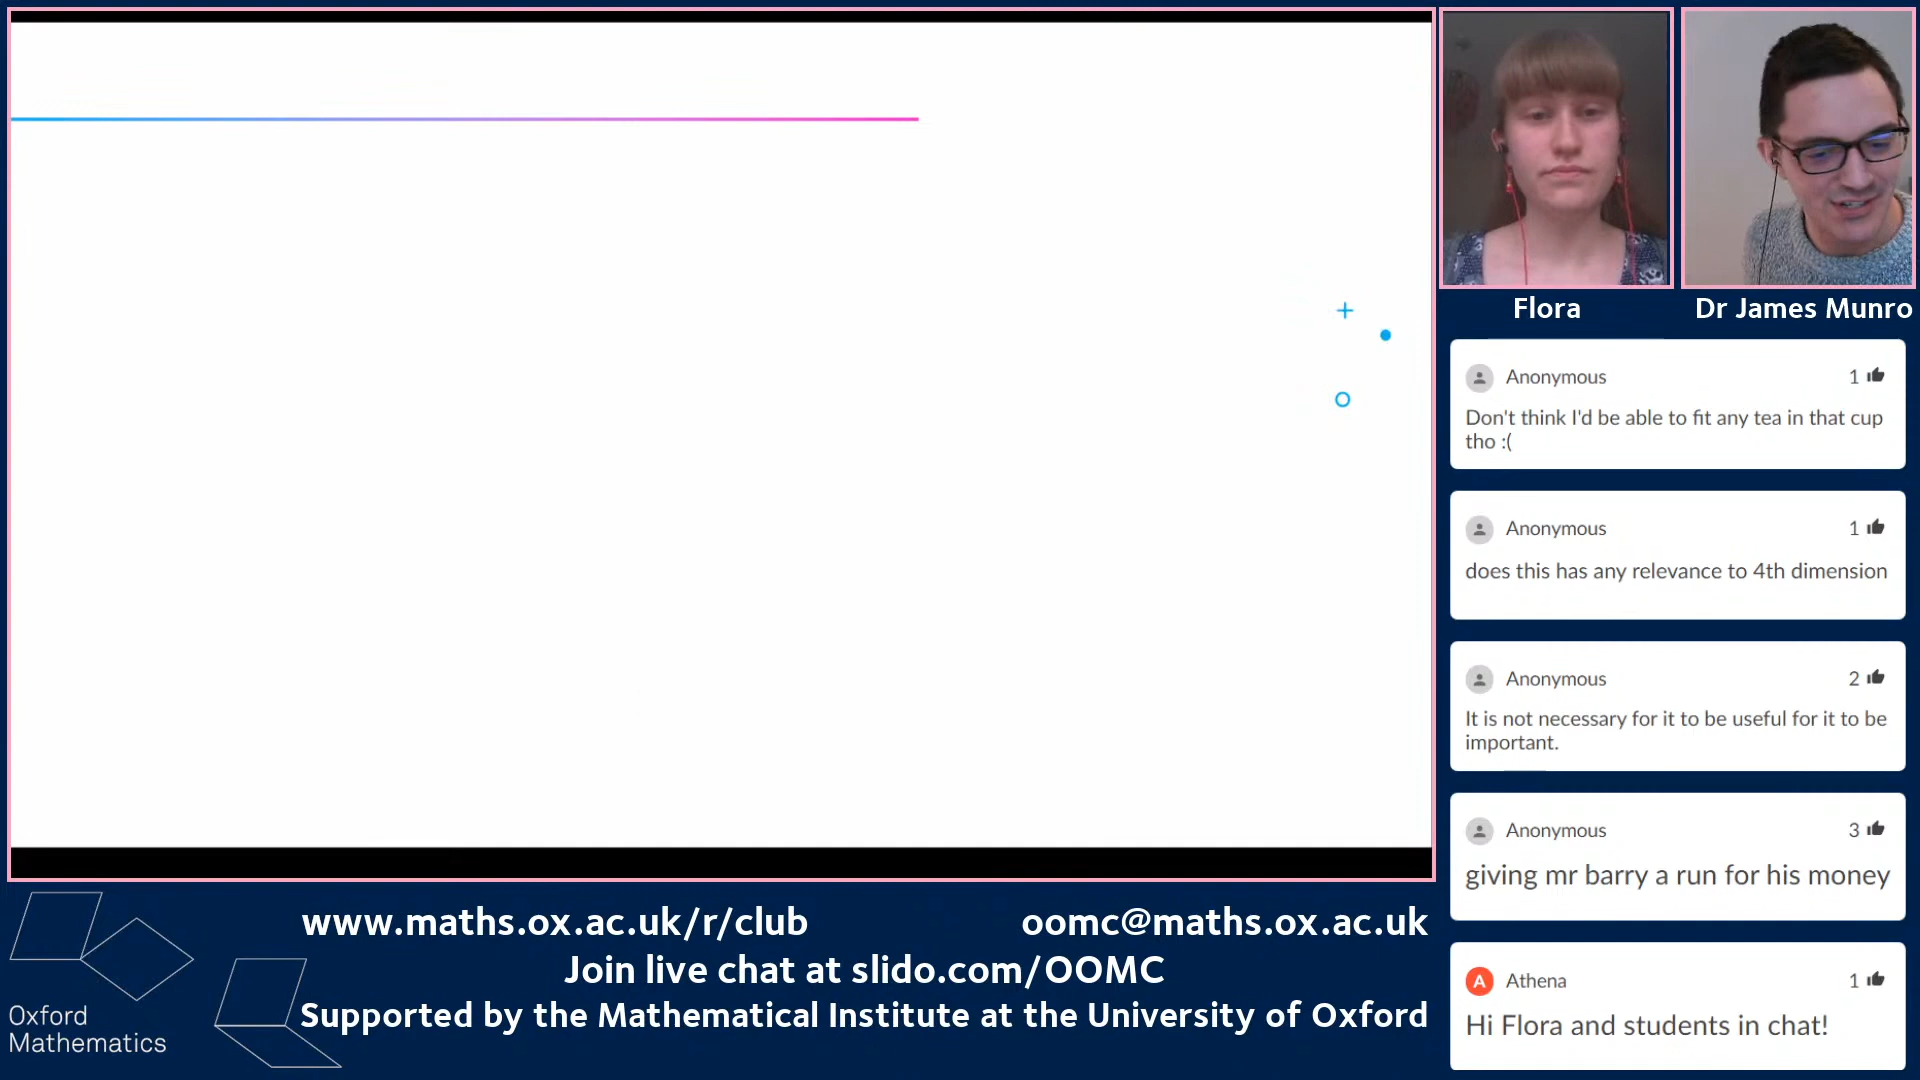 Flora
Dr James Munro
Anonymous 1
Don't think I'd be able to fit any tea in that cup
tho :(
Anonymous 1
does this has any relevance to 4th dimension
Anonymous 2
It is not necessary for it to be useful for it to be
important.
Anonymous 3
giving mr barry a run for his money
A Athena 1
Hi Flora and students in chat!
www.maths.ox.ac.uk/r/club
oomc@maths.ox.ac.uk
Join live chat at slido.com/OOMC
Supported by the Mathematical Institute at the University of Oxford
Oxford
Mathematics